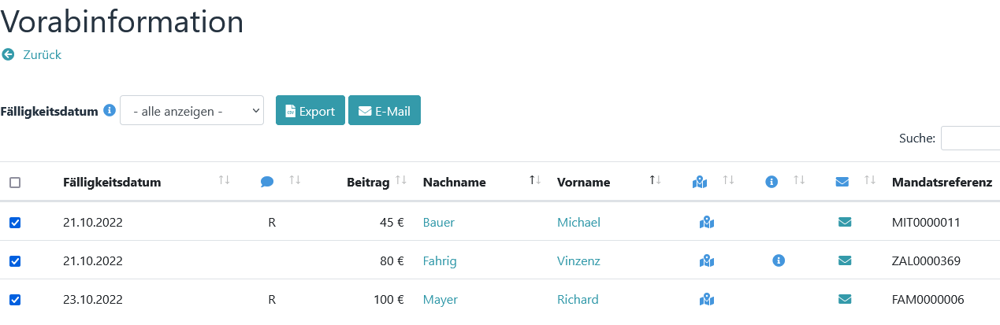 Vorabinformation
Zurück
Fälligkeitsdatum - alle anzeigen - csv Export E-Mail
Suche:
Fälligkeitsdatum Beitrag Nachname Vorname Mandatsreferenz
21.10.2022 R 45 € Bauer Michael MIT0000011
21.10.2022 80 € Fahrig Vinzenz ZAL0000369
23.10.2022 R 100 € Mayer Richard FAM0000006